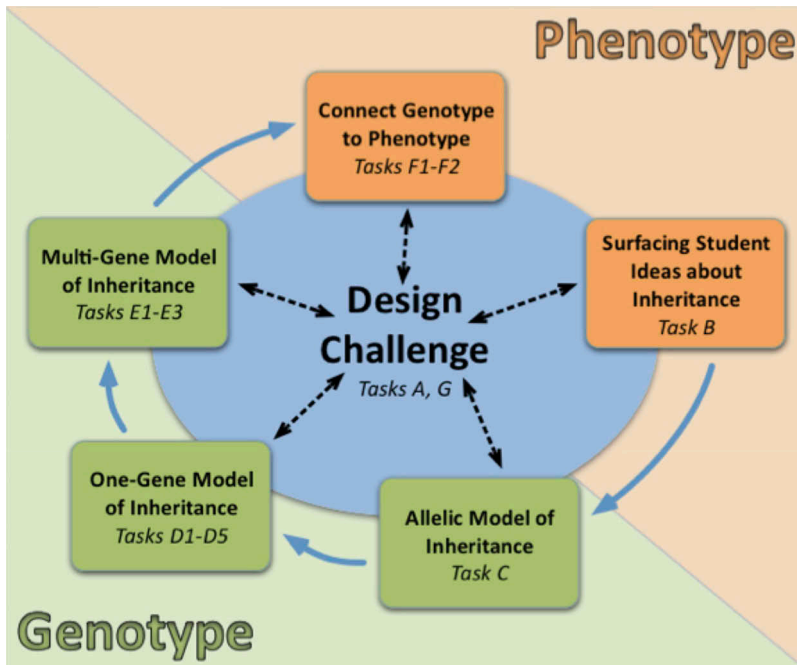 Phenotype
Connect Genotype
to Phenotype
Tasks F1-F2
Surfacing Student
Ideas about
Inheritance
Task B
Multi-Gene Model
of Inheritance
Tasks E1-E3
Design
Challenge
Tasks A, G
One-Gene Model
of Inheritance
Tasks D1-D5
Allelic Model of
Inheritance
Task C
Genotype